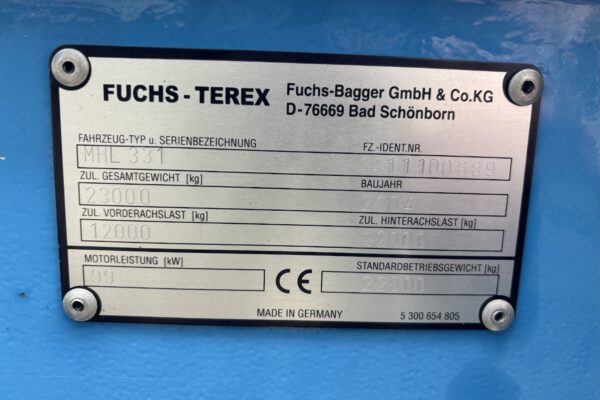 FUCHS - TEREX
Fuchs-Bagger GmbH & Co.KG
D-76669 Bad Schönborn
FAHRZEUG-TYP u. SERIENBEZEICHNUNG FZ.-IDENT.NR.
MHL 331
ZUL. GESAMTGEWICHT [kg] BAUJAHR
23000
ZUL. VORDERACHSLAST [kg] ZUL. HINTERACHSLAST [kg]
12000
MOTORLEISTUNG [kW] STANDARDBETRIEBSGEWICHT [kg]
99 CE
MADE IN GERMANY 5 300 654 805